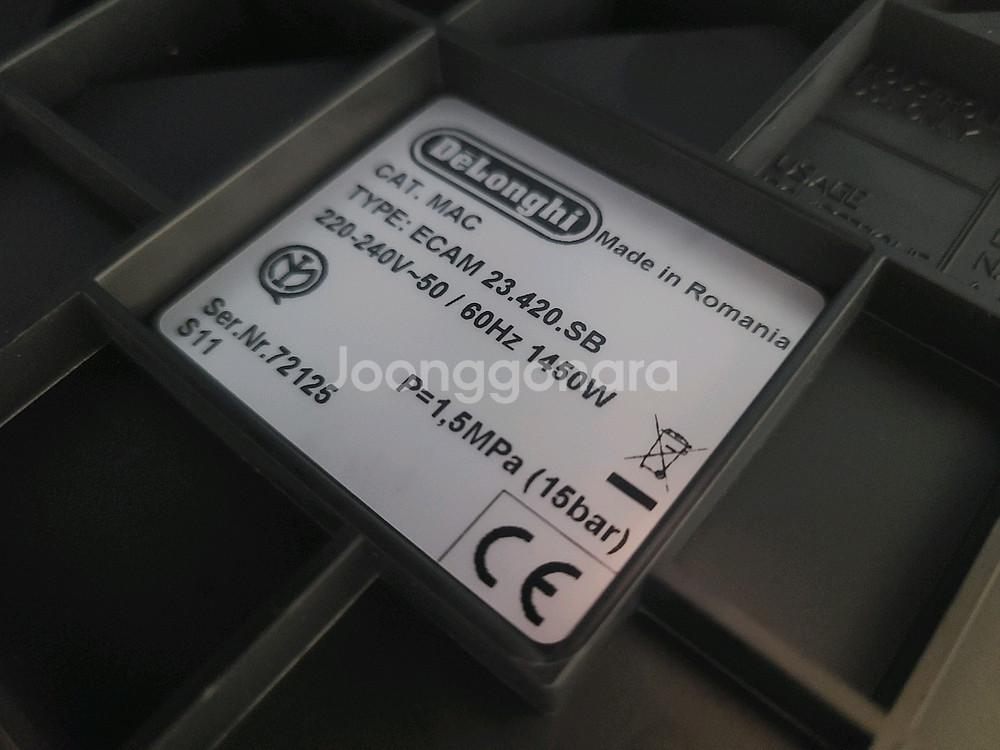 DeLonghi
Made in Romania
CAT. MAC
TYPE: ECAM 23.420.SB
220-240V~50 / 60Hz 1450W
Ser.Nr.72125
S11
P=1,5MPa (15bar)
CE
Joonggonara
USAGE